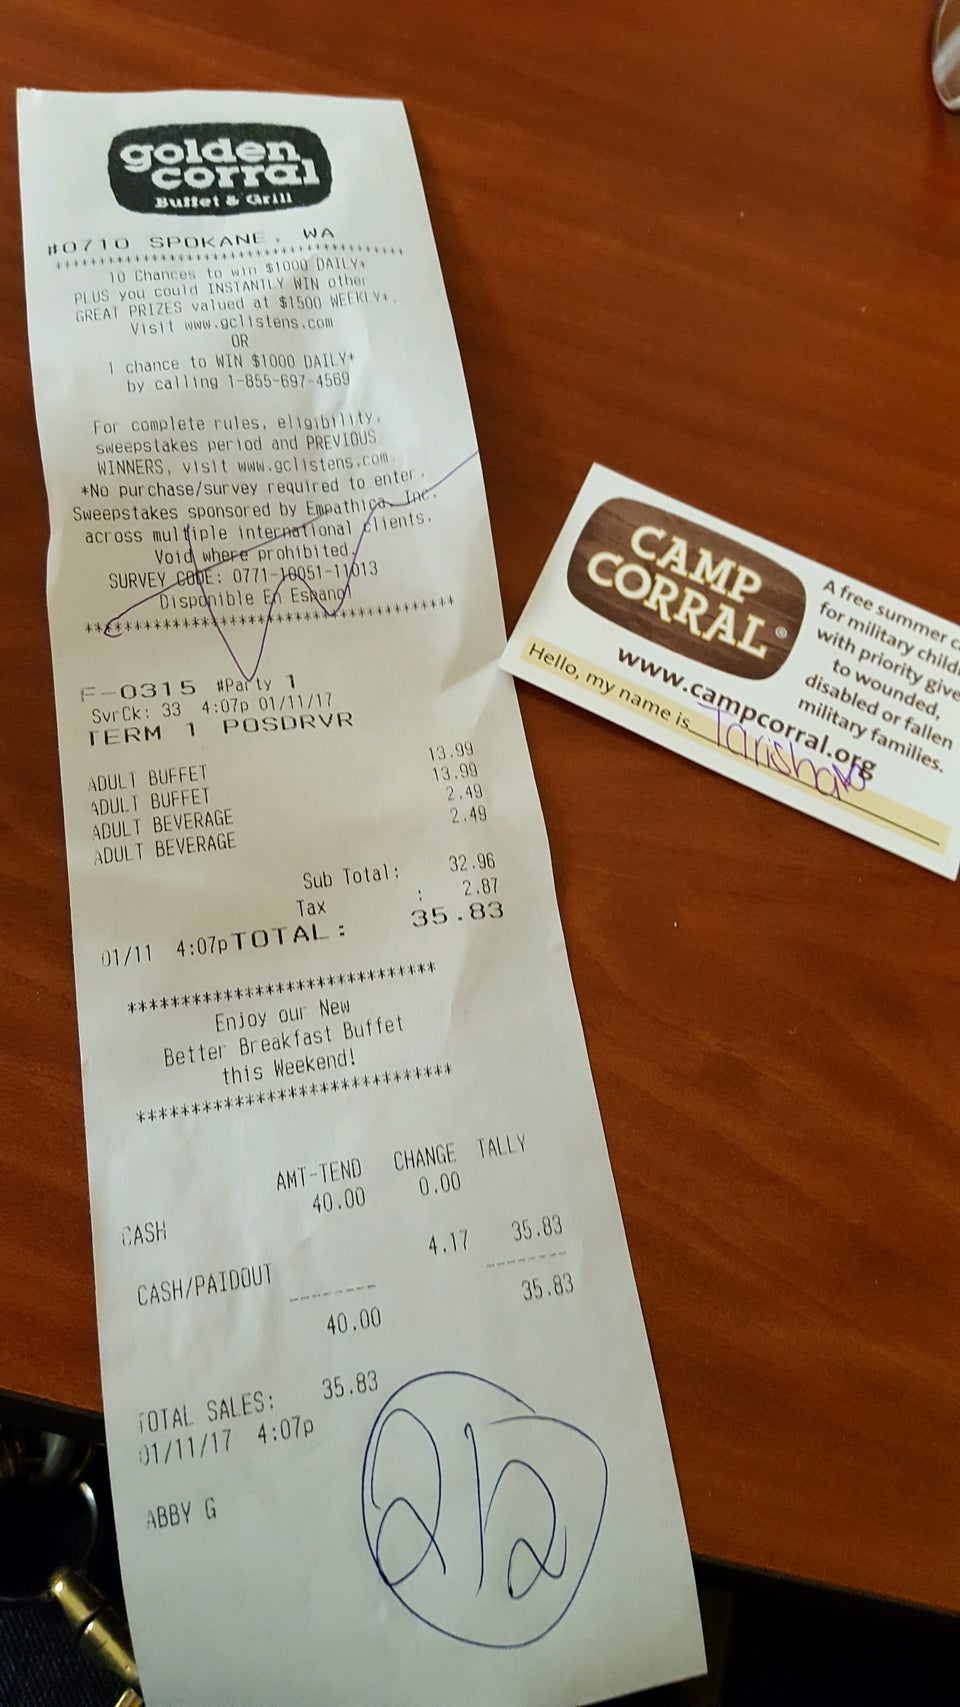 golden
corral
Buffet & Grill
#0710 SPOKANE, WA
**********************************
10 Chances to win $1000 DAILY*
PLUS you could INSTANTLY WIN other
GREAT PRIZES valued at $1500 WEEKLY*.
Visit www.gclistens.com
OR
1 chance to WIN $1000 DAILY*
by calling 1-855-697-4569
For complete rules, eligibility,
sweepstakes period and PREVIOUS
WINNERS, visit www.gclistens.com.
*No purchase/survey required to enter.
Sweepstakes sponsored by Empathica, Inc.
across multiple international clients.
Void where prohibited.
SURVEY CODE: 0771-10051-11013
Disponible En Espanol
**********************************
F-0315 #Party 1
SvrCk: 33 4:07p 01/11/17
TERM 1 POSDRVR
ADULT BUFFET 13.99
ADULT BUFFET 13.99
ADULT BEVERAGE 2.49
ADULT BEVERAGE 2.49
Sub Total: 32.96
Tax : 2.87
01/11 4:07p TOTAL: 35.83
****************************
Enjoy our New
Better Breakfast Buffet
this Weekend!
*****************************
AMT-TEND CHANGE TALLY
CASH 40.00 0.00
CASH/PAIDOUT 4.17 35.83
-------- --------
40.00 35.83
TOTAL SALES: 35.83
01/11/17 4:07p
ABBY G
212
CAMP
CORRAL®
A free summer c
for military child
with priority give
to wounded,
disabled or fallen
military families.
www.campcorral.org
Hello, my name is Tarisha